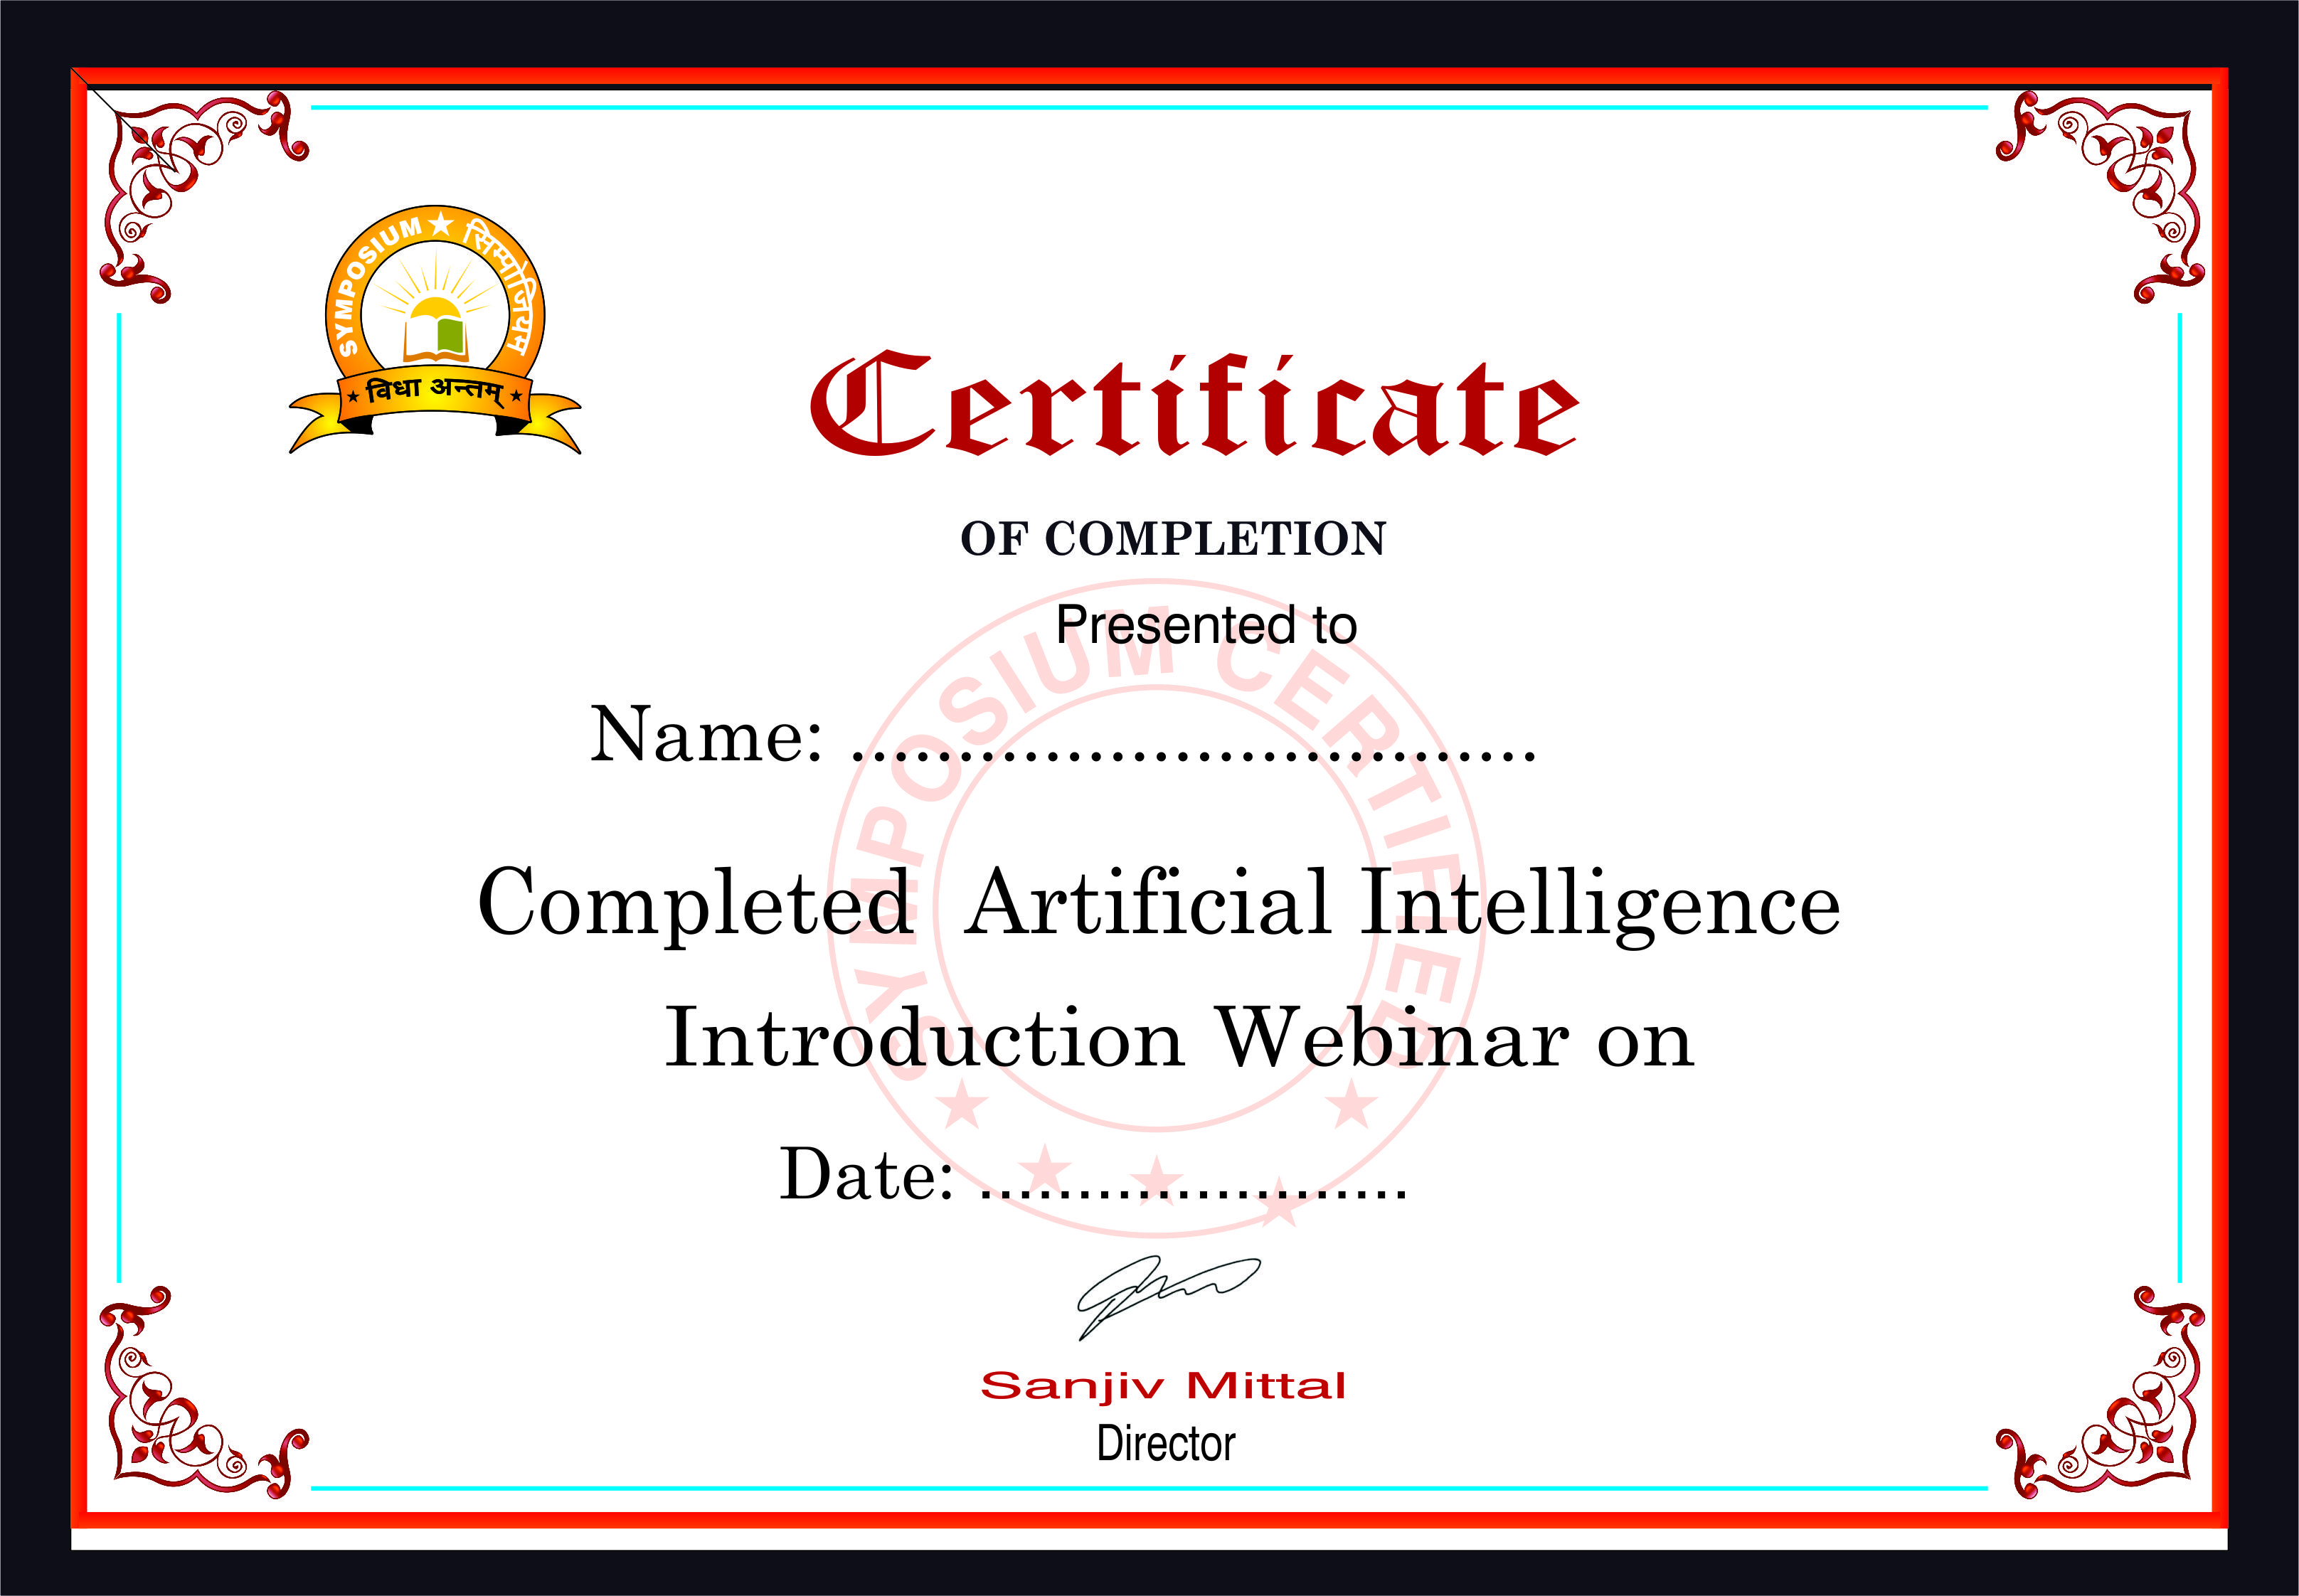 SYMPOSIUM ★ सिम्पोजियम
★ विधा अन्तम् ★
Certificate
OF COMPLETION
Presented to
SYMPOSIUM CERTIFIED
Name: ................................
Completed Artificial Intelligence
Introduction Webinar on
Date: ......................
Sanjiv Mittal
Director